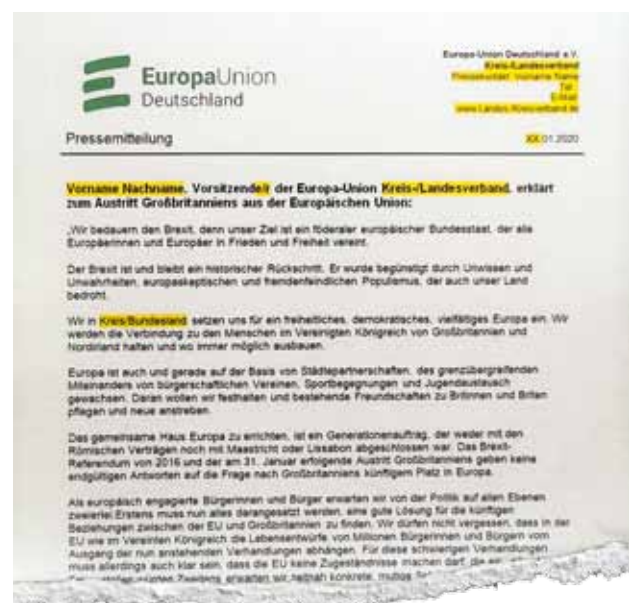 EuropaUnion
Deutschland
Europa-Union Deutschland e.V.
Kreis-/Landesverband
Pressekontakt: Vorname Name
Tel.:
E-Mail:
www.Landes-/Kreisverband.de
Pressemitteilung
XX.01.2020
Vorname Nachname, Vorsitzende/r der Europa-Union Kreis-/Landesverband, erklärt
zum Austritt Großbritanniens aus der Europäischen Union:
„Wir bedauern den Brexit, denn unser Ziel ist ein föderaler europäischer Bundesstaat, der alle
Europäerinnen und Europäer in Frieden und Freiheit vereint.
Der Brexit ist und bleibt ein historischer Rückschritt. Er wurde begünstigt durch Unwissen und
Unwahrheiten, europaskeptischen und fremdenfeindlichen Populismus, der auch unser Land
bedroht.
Wir in Kreis/Bundesland setzen uns für ein freiheitliches, demokratisches, vielfältiges Europa ein. Wir
werden die Verbindung zu den Menschen im Vereinigten Königreich von Großbritannien und
Nordirland halten und wo immer möglich ausbauen.
Europa ist auch und gerade auf der Basis von Städtepartnerschaften, des grenzübergreifenden
Miteinanders von bürgerschaftlichen Vereinen, Sportbegegnungen und Jugendaustausch
gewachsen. Daran wollen wir festhalten und bestehende Freundschaften zu Britinnen und Briten
pflegen und neue anstreben.
Das gemeinsame Haus Europa zu errichten, ist ein Generationenauftrag, der weder mit den
Römischen Verträgen noch mit Maastricht oder Lissabon abgeschlossen war. Das Brexit-
Referendum von 2016 und der am 31. Januar erfolgende Austritt Großbritanniens geben keine
endgültigen Antworten auf die Frage nach Großbritanniens künftigem Platz in Europa.
Als europäisch engagierte Bürgerinnen und Bürger erwarten wir von der Politik auf allen Ebenen
zweierlei: Erstens muss nun alles darangesetzt werden, eine gute Lösung für die künftigen
Beziehungen zwischen der EU und Großbritannien zu finden. Wir dürfen nicht vergessen, dass in der
EU wie im Vereinten Königreich die Lebensentwürfe von Millionen Bürgerinnen und Bürgern vom
Ausgang der nun anstehenden Verhandlungen abhängen. Für diese schwierigen Verhandlungen
muss allerdings auch klar sein, dass die EU keine Zugeständnisse machen darf, die
Zweitens erwarten wir zeitnah konkrete, mutige